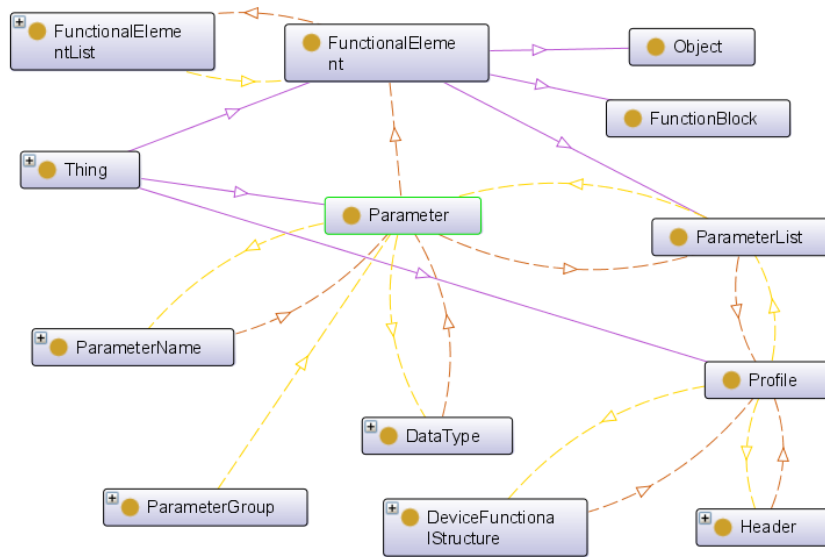 FunctionalEleme
ntList
FunctionalEleme
nt
Object
FunctionBlock
Thing
Parameter
ParameterList
ParameterName
Profile
DataType
ParameterGroup
DeviceFunctiona
lStructure
Header